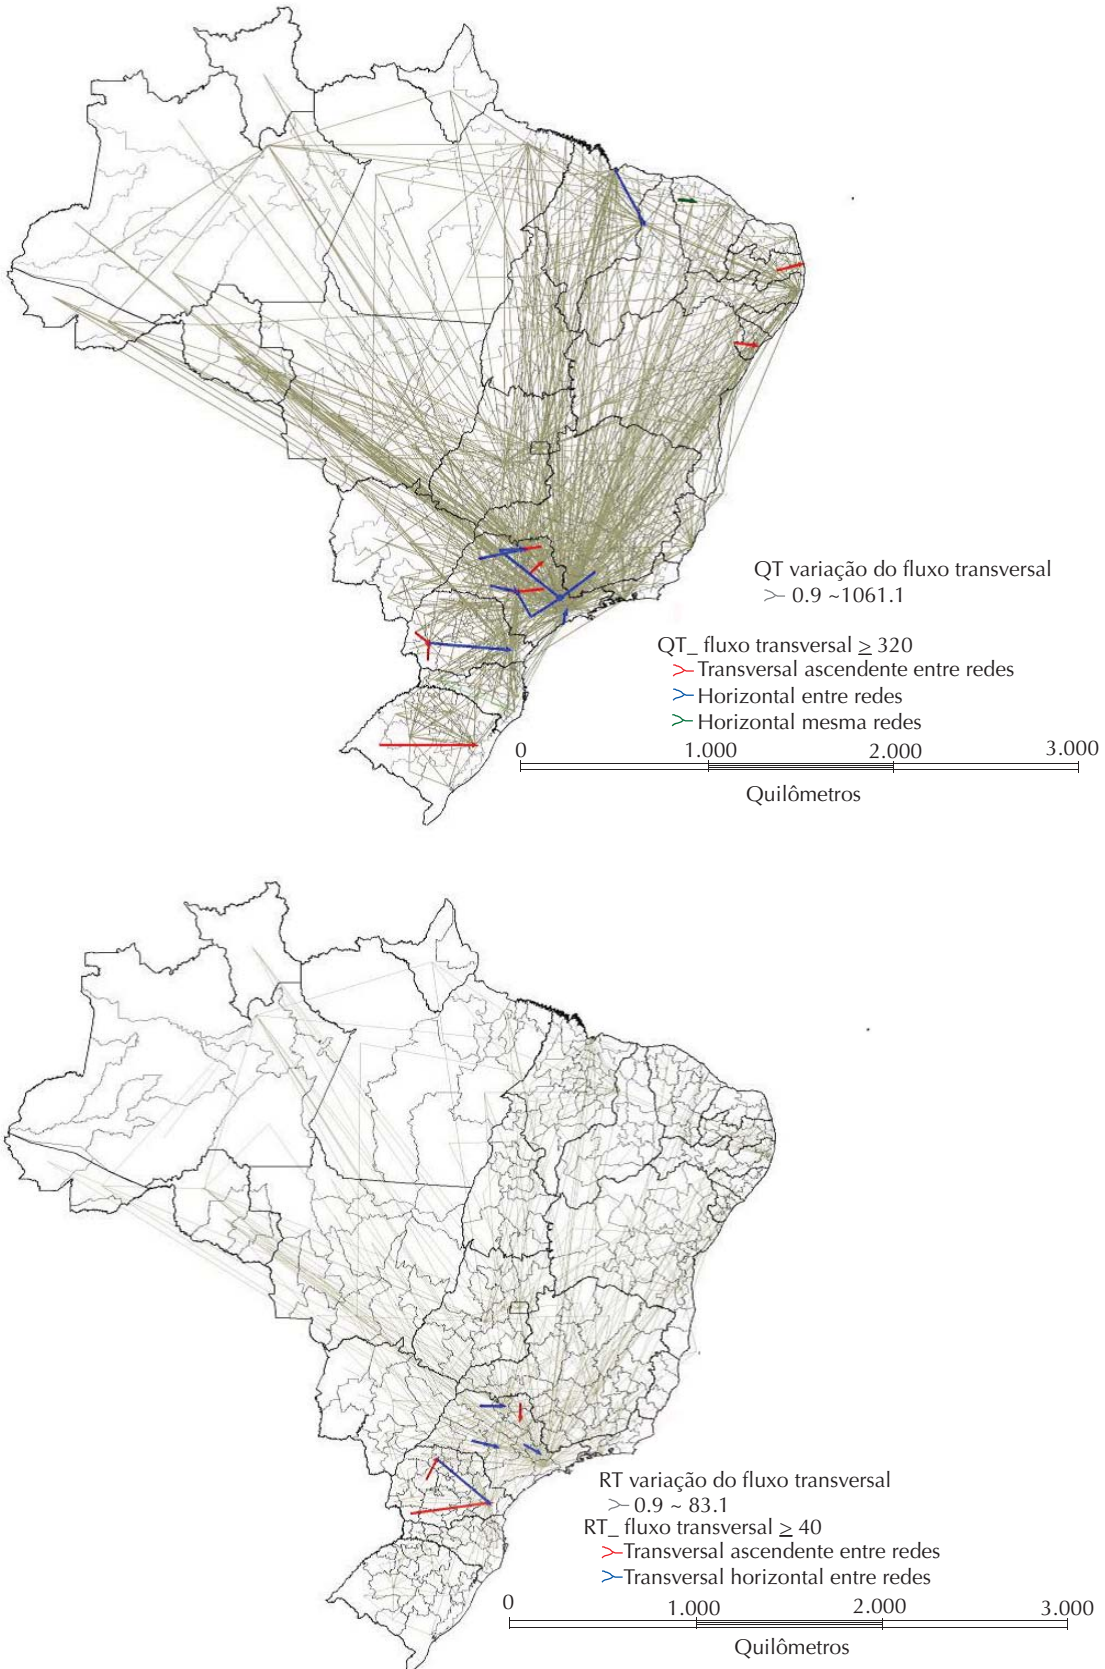 QT variação do fluxo transversal
0.9 ~1061.1
QT_ fluxo transversal ≥ 320
Transversal ascendente entre redes
Horizontal entre redes
Horizontal mesma redes
0 1.000 2.000 3.000
Quilômetros
RT variação do fluxo transversal
0.9 ~ 83.1
RT_ fluxo transversal ≥ 40
Transversal ascendente entre redes
Transversal horizontal entre redes
0 1.000 2.000 3.000
Quilômetros